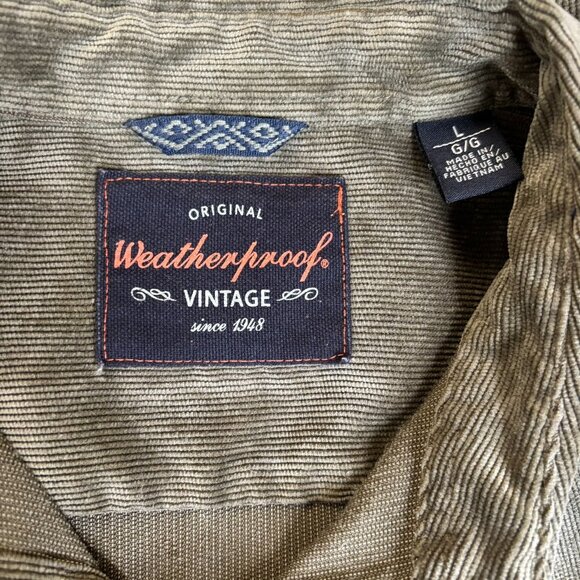 ORIGINAL
Weatherproof®
VINTAGE
since 1948
L
G/G
MADE IN
HECHO EN
FABRIQUE AU
VIETNAM